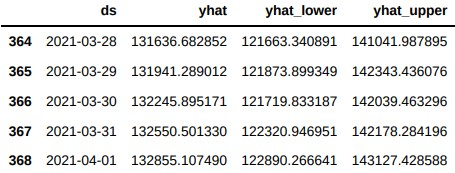 ds yhat yhat_lower yhat_upper
364 2021-03-28 131636.682852 121663.340891 141041.987895
365 2021-03-29 131941.289012 121873.899349 142343.436076
366 2021-03-30 132245.895171 121719.833187 142039.463296
367 2021-03-31 132550.501330 122320.946951 142178.284196
368 2021-04-01 132855.107490 122890.266641 143127.428588